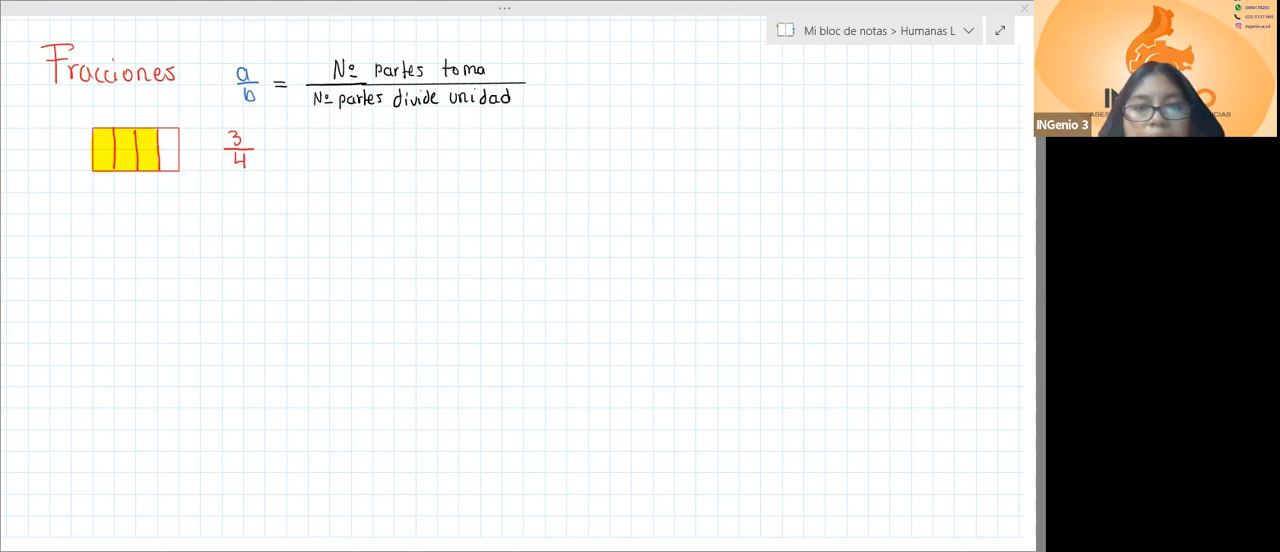 Mi bloc de notas > Humanas L
Fracciones
a/b = Nº partes toma / Nº partes divide unidad
3/4
INGenio 3